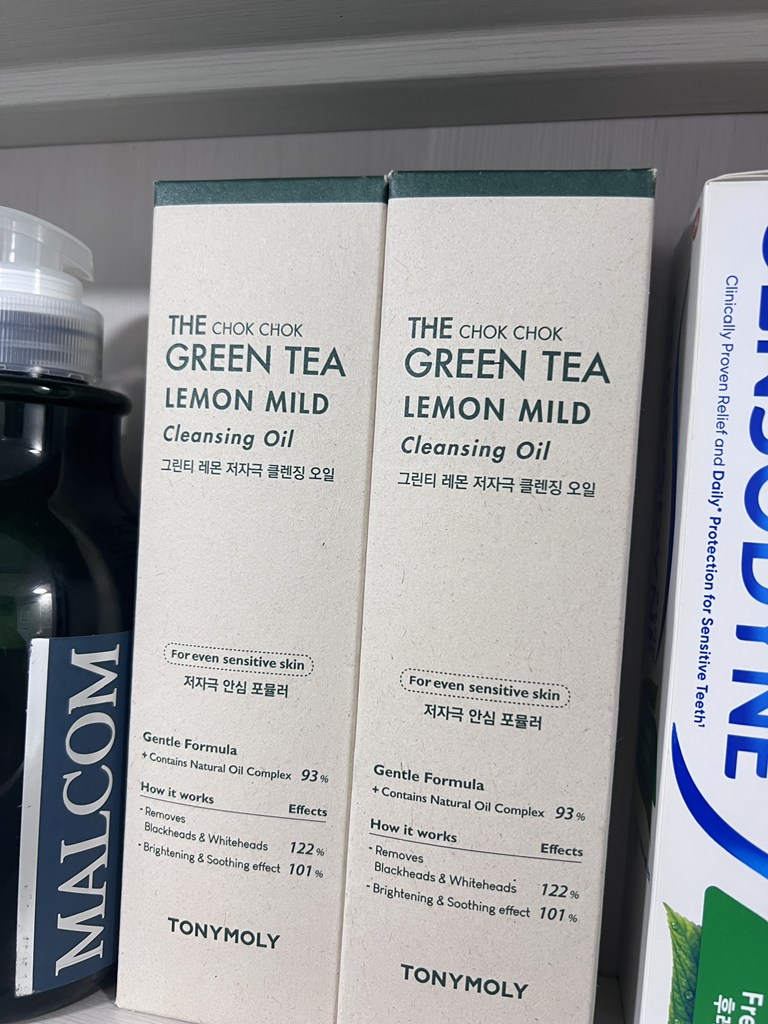 MALCOM
THE CHOK CHOK
GREEN TEA
LEMON MILD
Cleansing Oil
그린티 레몬 저자극 클렌징 오일
For even sensitive skin
저자극 안심 포뮬러
Gentle Formula
+ Contains Natural Oil Complex 93%
How it works Effects
- Removes
Blackheads & Whiteheads 122%
- Brightening & Soothing effect 101%
TONYMOLY
THE CHOK CHOK
GREEN TEA
LEMON MILD
Cleansing Oil
그린티 레몬 저자극 클렌징 오일
For even sensitive skin
저자극 안심 포뮬러
Gentle Formula
+ Contains Natural Oil Complex 93%
How it works Effects
- Removes
Blackheads & Whiteheads 122%
- Brightening & Soothing effect 101%
TONYMOLY
SENSODYNE
Clinically Proven Relief and Daily* Protection for Sensitive Teeth¹